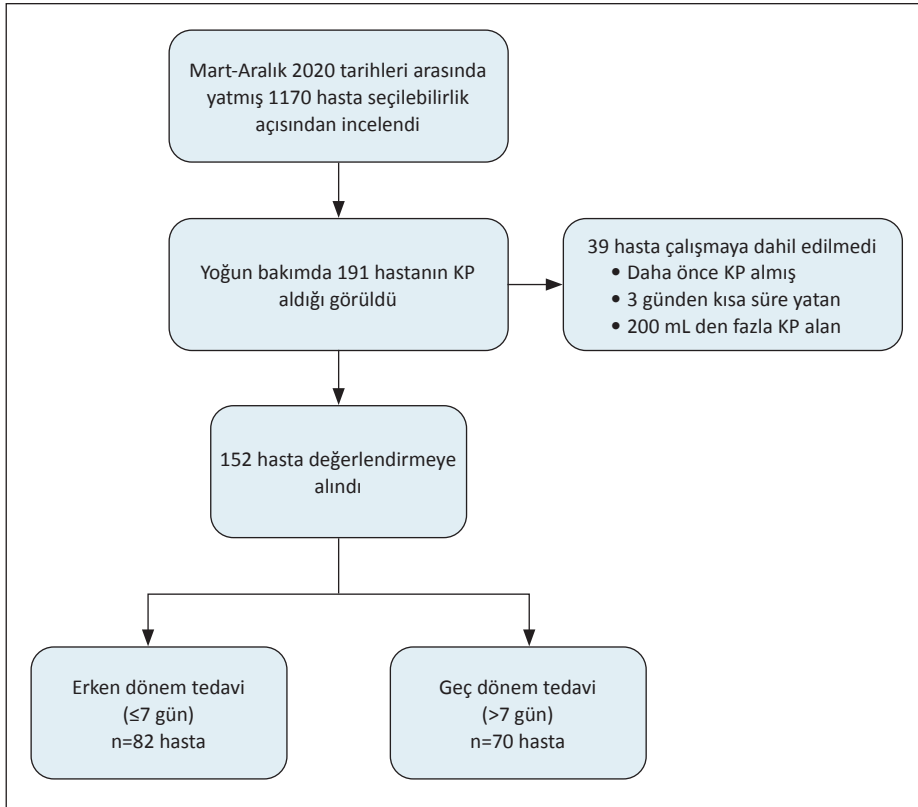 Mart-Aralık 2020 tarihleri arasında
yatmış 1170 hasta seçilebilirlik
açısından incelendi
Yoğun bakımda 191 hastanın KP
aldığı görüldü
39 hasta çalışmaya dahil edilmedi
• Daha önce KP almış
• 3 günden kısa süre yatan
• 200 mL den fazla KP alan
152 hasta değerlendirmeye
alındı
Erken dönem tedavi
(≤7 gün)
n=82 hasta
Geç dönem tedavi
(>7 gün)
n=70 hasta